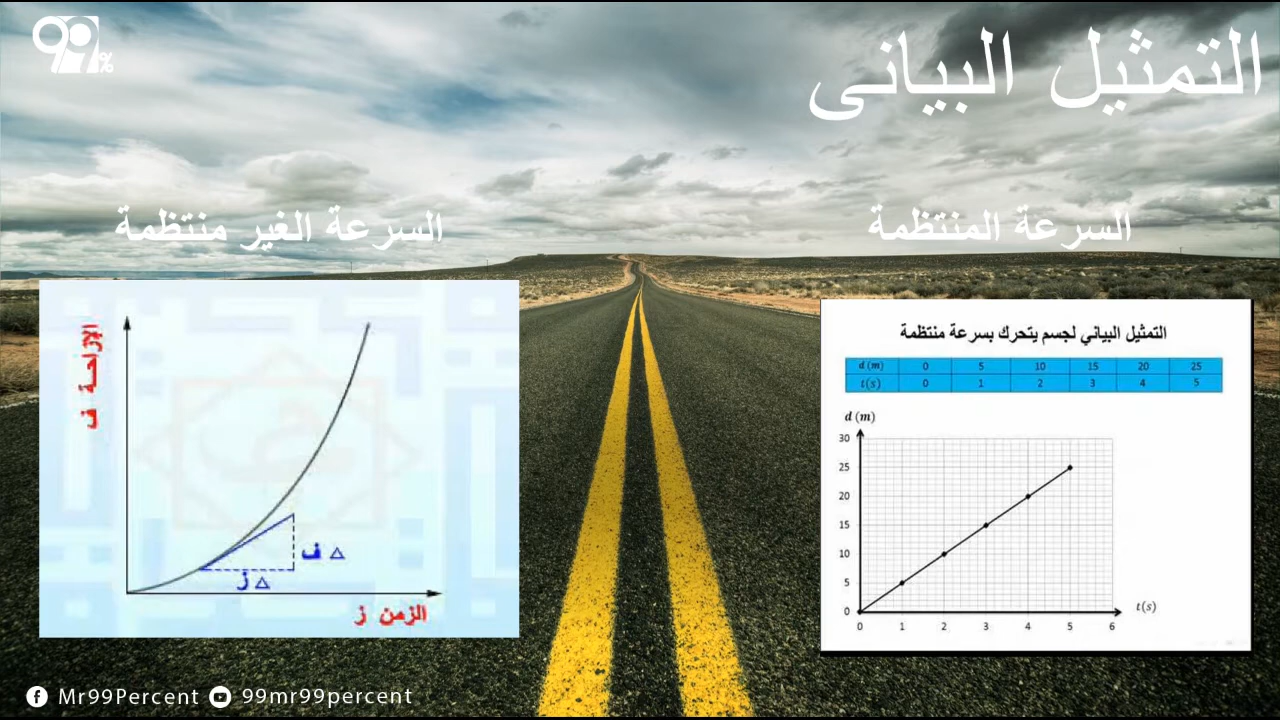 99%
التمثيل البيانى
السرعة المنتظمة
السرعة الغير منتظمة
التمثيل البياني لجسم يتحرك بسرعة منتظمة
d (m) 0 5 10 15 20 25
t(s) 0 1 2 3 4 5
d (m)
30
25
20
15
10
5
0
0 1 2 3 4 5 6
t(s)
الإزاحة ف
△ ف
△ ز
الزمن ز
Mr99Percent 99mr99percent